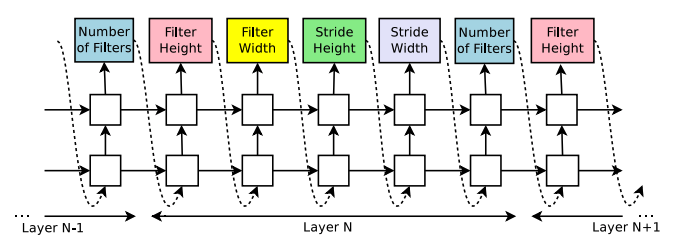 Number
of Filters
Filter
Height
Filter
Width
Stride
Height
Stride
Width
Number
of Filters
Filter
Height
... Layer N-1
Layer N
Layer N+1 ...